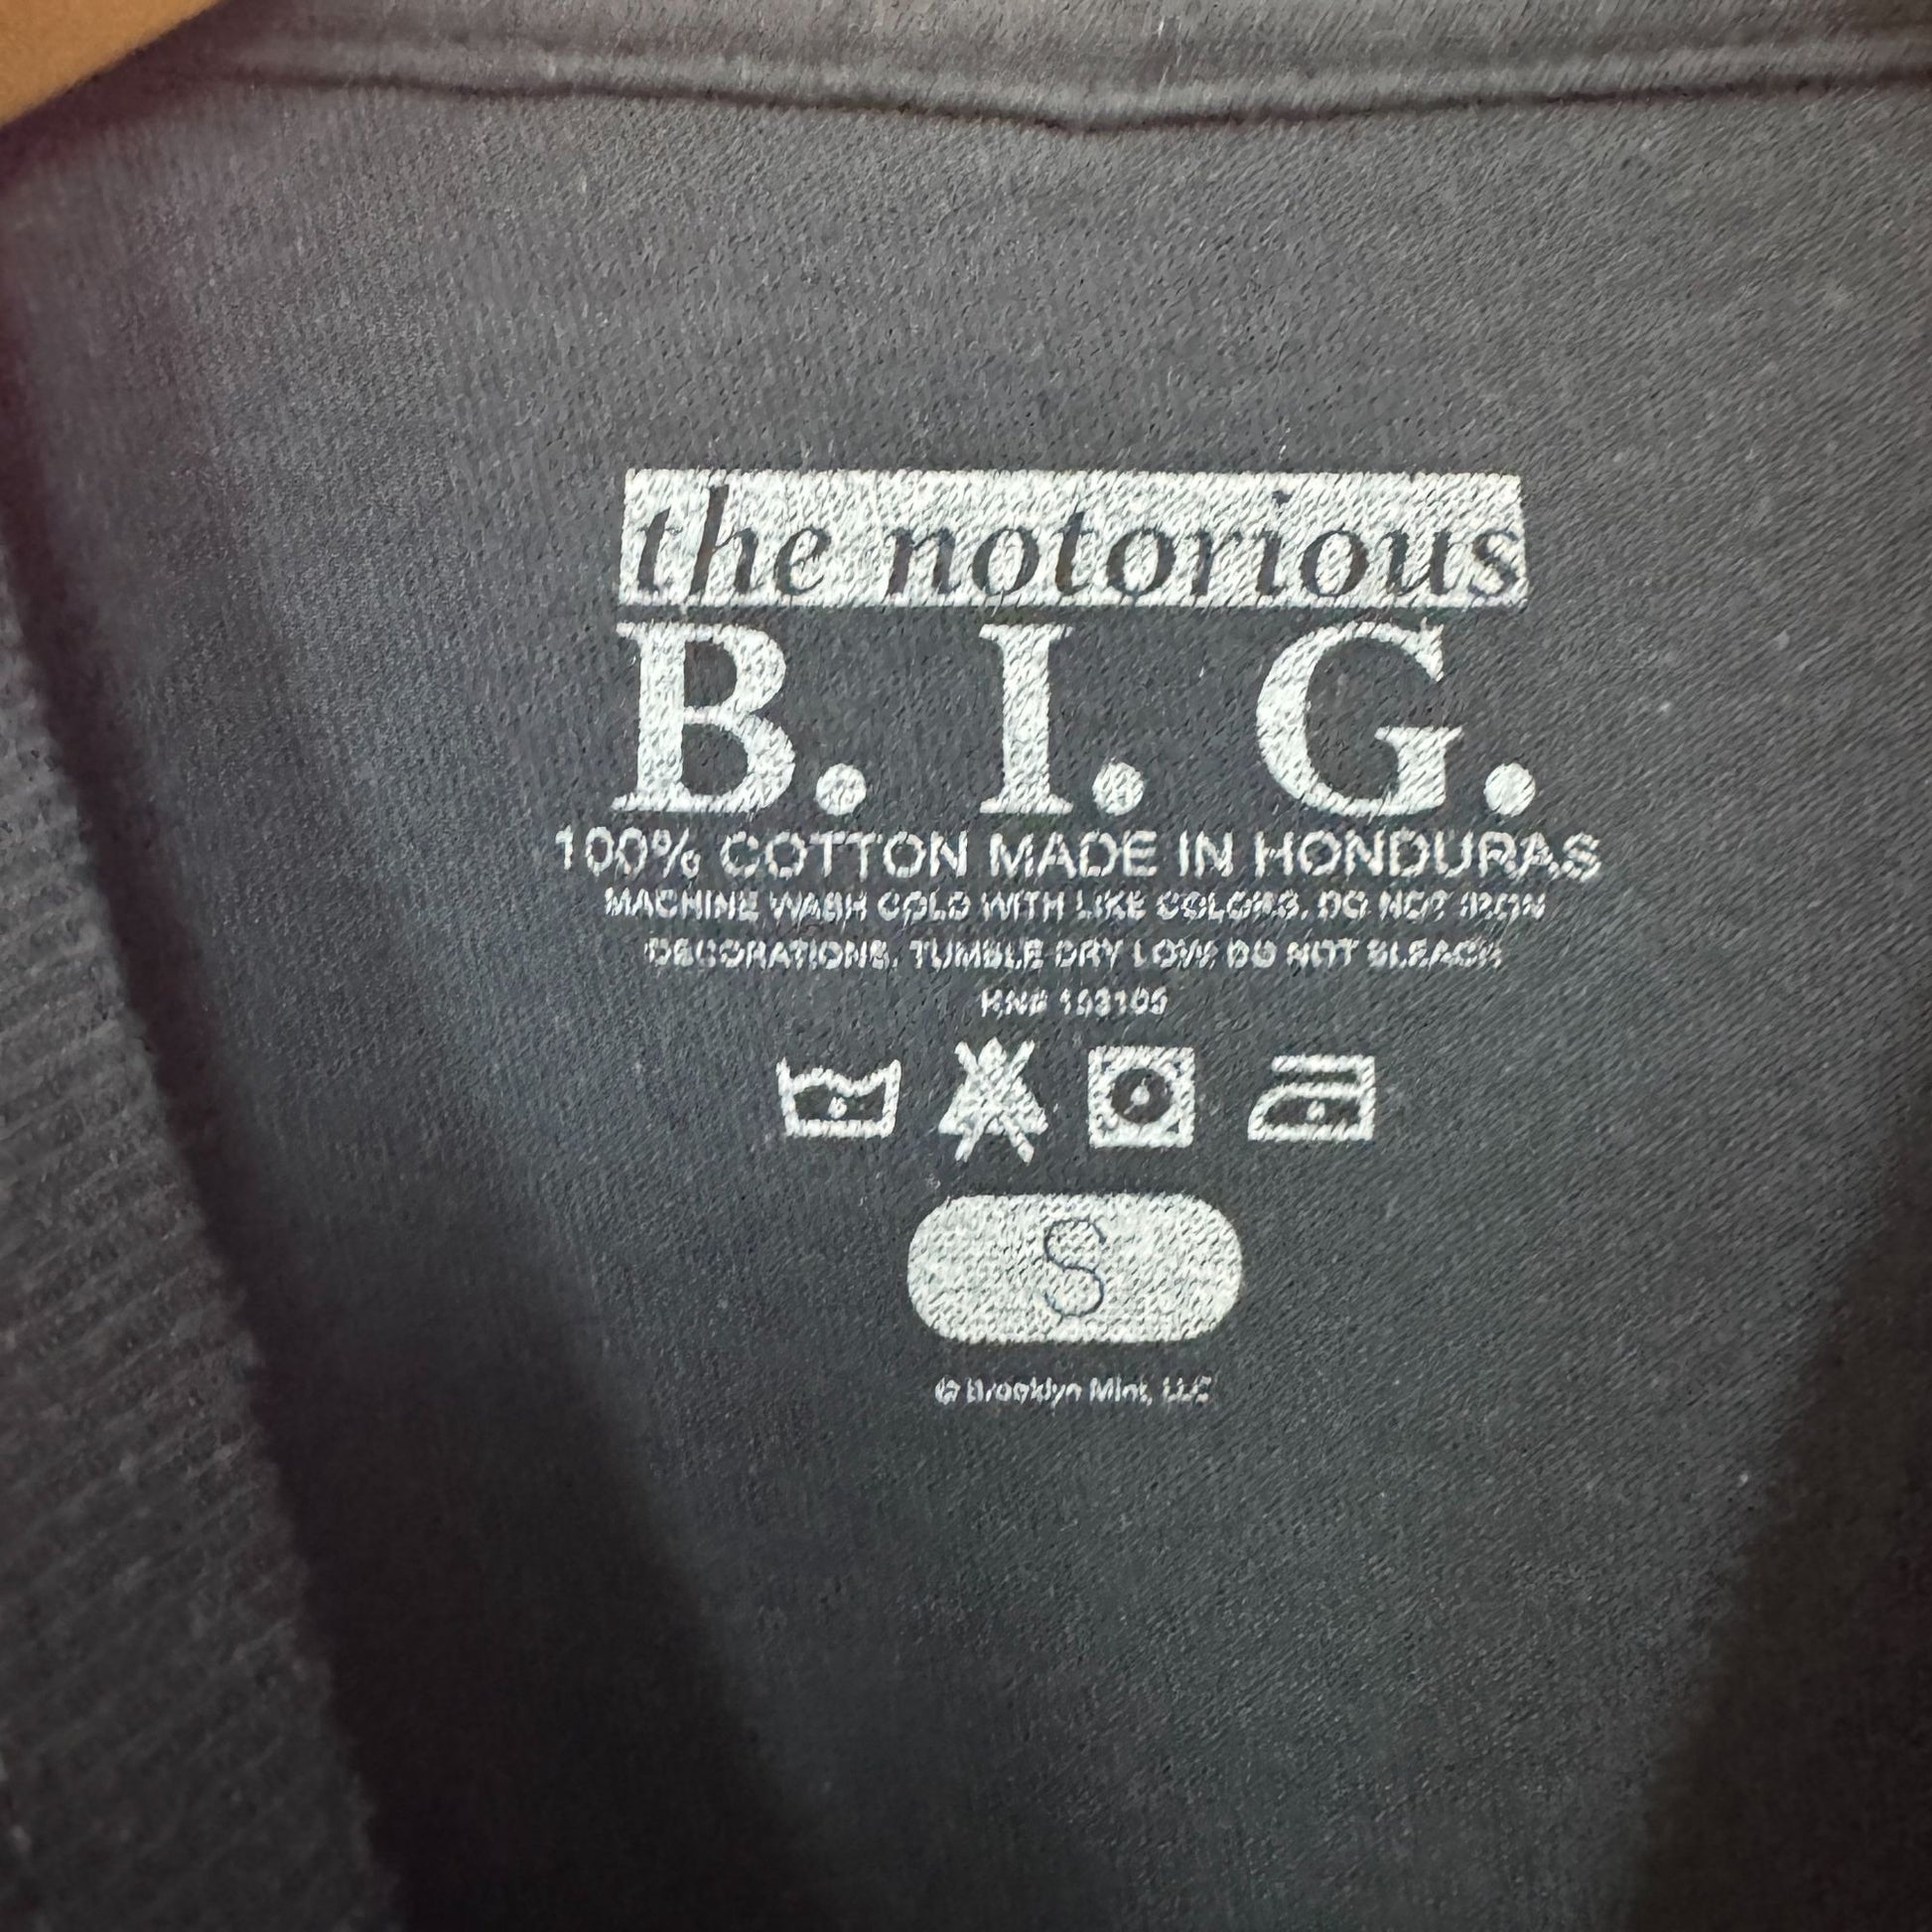 the notorious
B. I. G.
100% COTTON MADE IN HONDURAS
MACHINE WASH COLD WITH LIKE COLORS. DO NOT IRON
DECORATIONS. TUMBLE DRY LOW. DO NOT BLEACH
RN#
S
© Brooklyn Mint, LLC